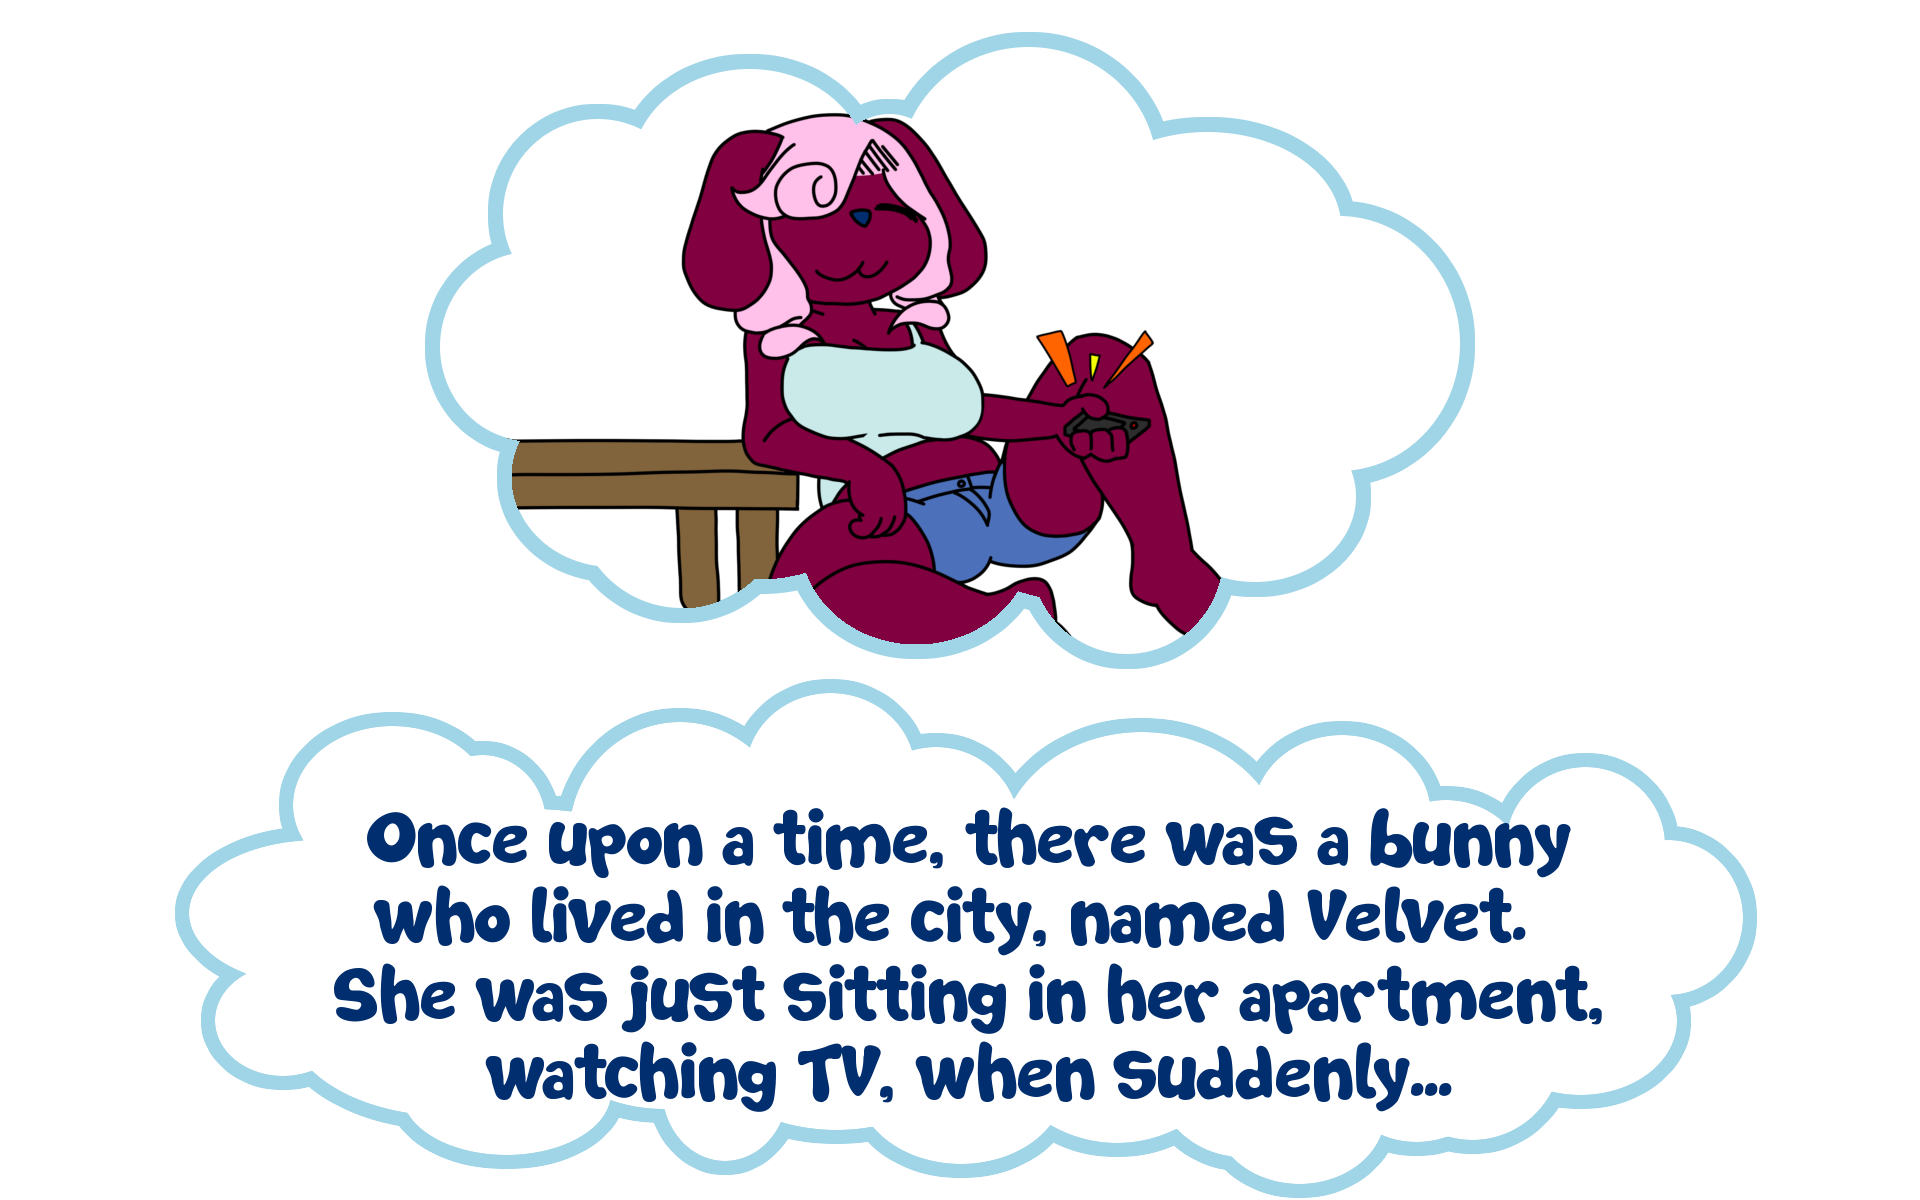 Once upon a time, there was a bunny
who lived in the city, named Velvet.
She was just sitting in her apartment,
watching TV, when suddenly...